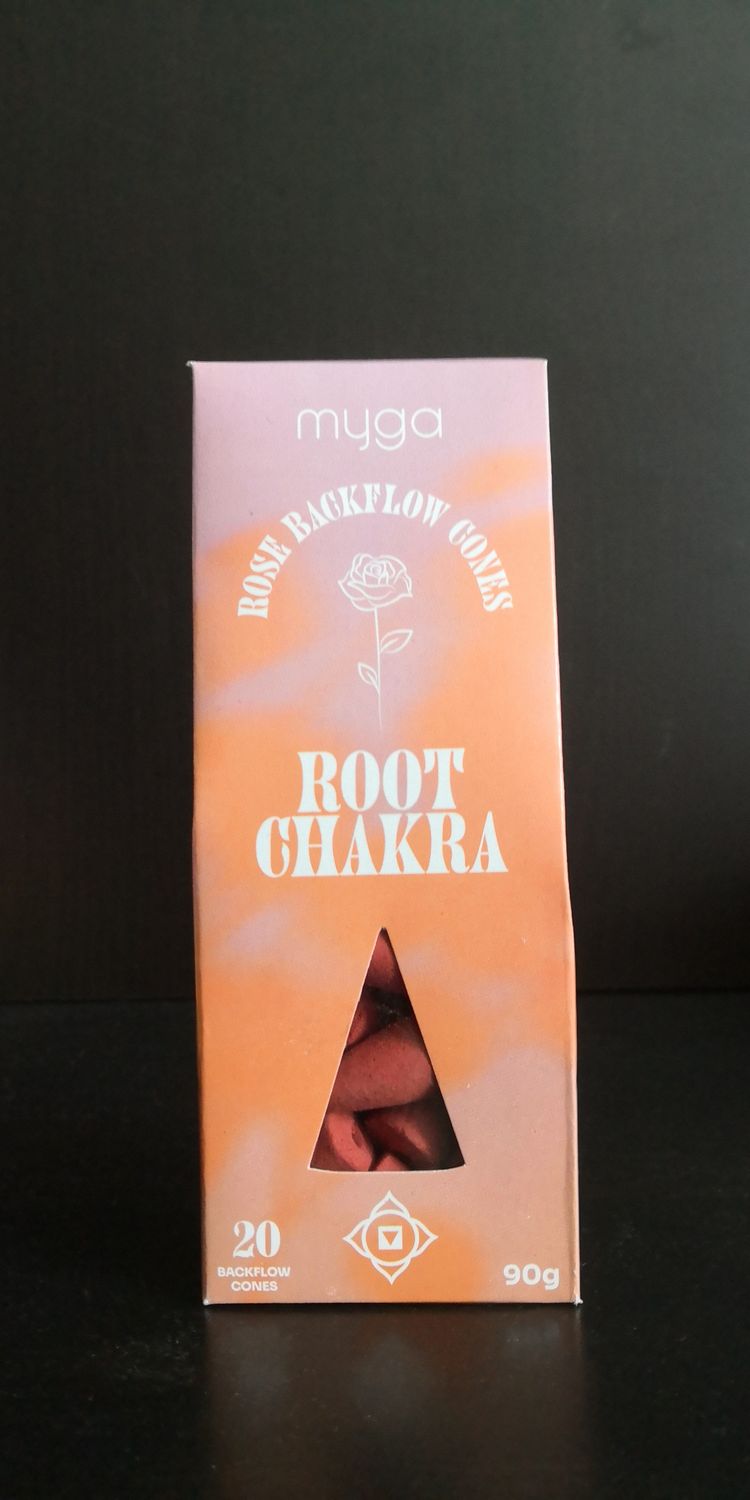 myga
ROSE BACKFLOW CONES
ROOT
CHAKRA
20
BACKFLOW
CONES
90g